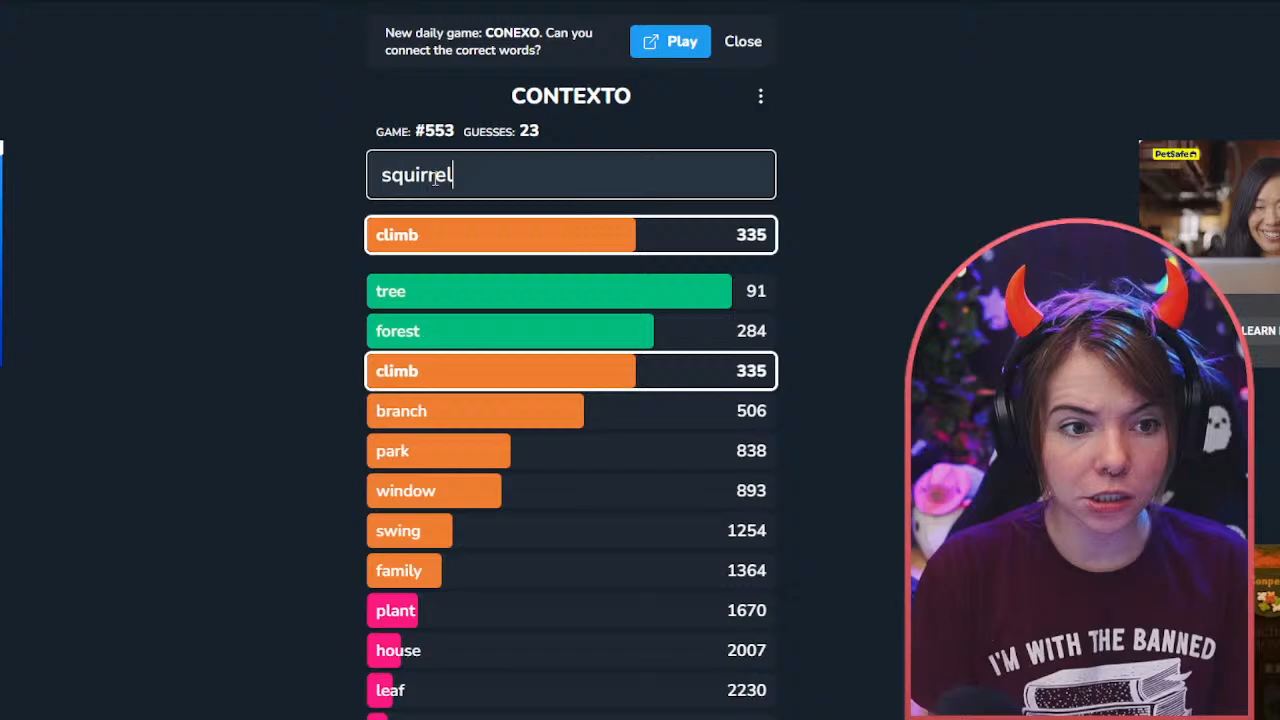 New daily game: CONEXO. Can you
connect the correct words?
Play
Close
CONTEXTO
GAME: #553 GUESSES: 23
squirrel
climb 335
tree 91
forest 284
climb 335
branch 506
park 838
window 893
swing 1254
family 1364
plant 1670
house 2007
leaf 2230
PetSafe
LEARN
I'M WITH THE BANNED